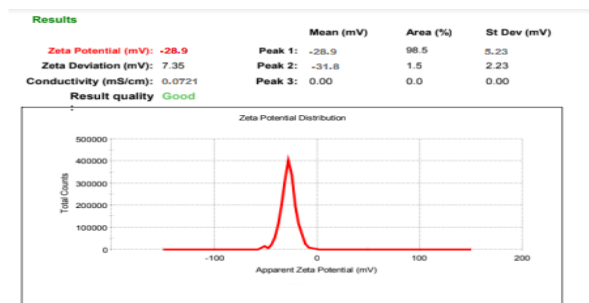 Results
Mean (mV) Area (%) St Dev (mV)
Zeta Potential (mV): -28.9 Peak 1: -28.9 98.5 5.23
Zeta Deviation (mV): 7.35 Peak 2: -31.8 1.5 2.23
Conductivity (mS/cm): 0.0721 Peak 3: 0.00 0.0 0.00
Result quality Good
:
Zeta Potential Distribution
500000
400000
300000
200000
100000
0
Total Counts
-100 0 100 200
Apparent Zeta Potential (mV)